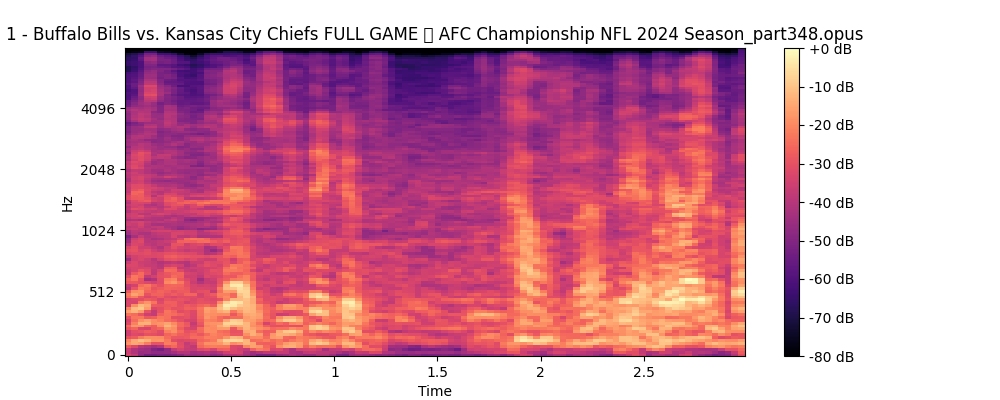 1 - Buffalo Bills vs. Kansas City Chiefs FULL GAME ▯ AFC Championship NFL 2024 Season_part348.opus
+0 dB
-10 dB
-20 dB
-30 dB
-40 dB
-50 dB
-60 dB
-70 dB
-80 dB
4096
2048
1024
512
0
Hz
0
0.5
1
1.5
2
2.5
Time